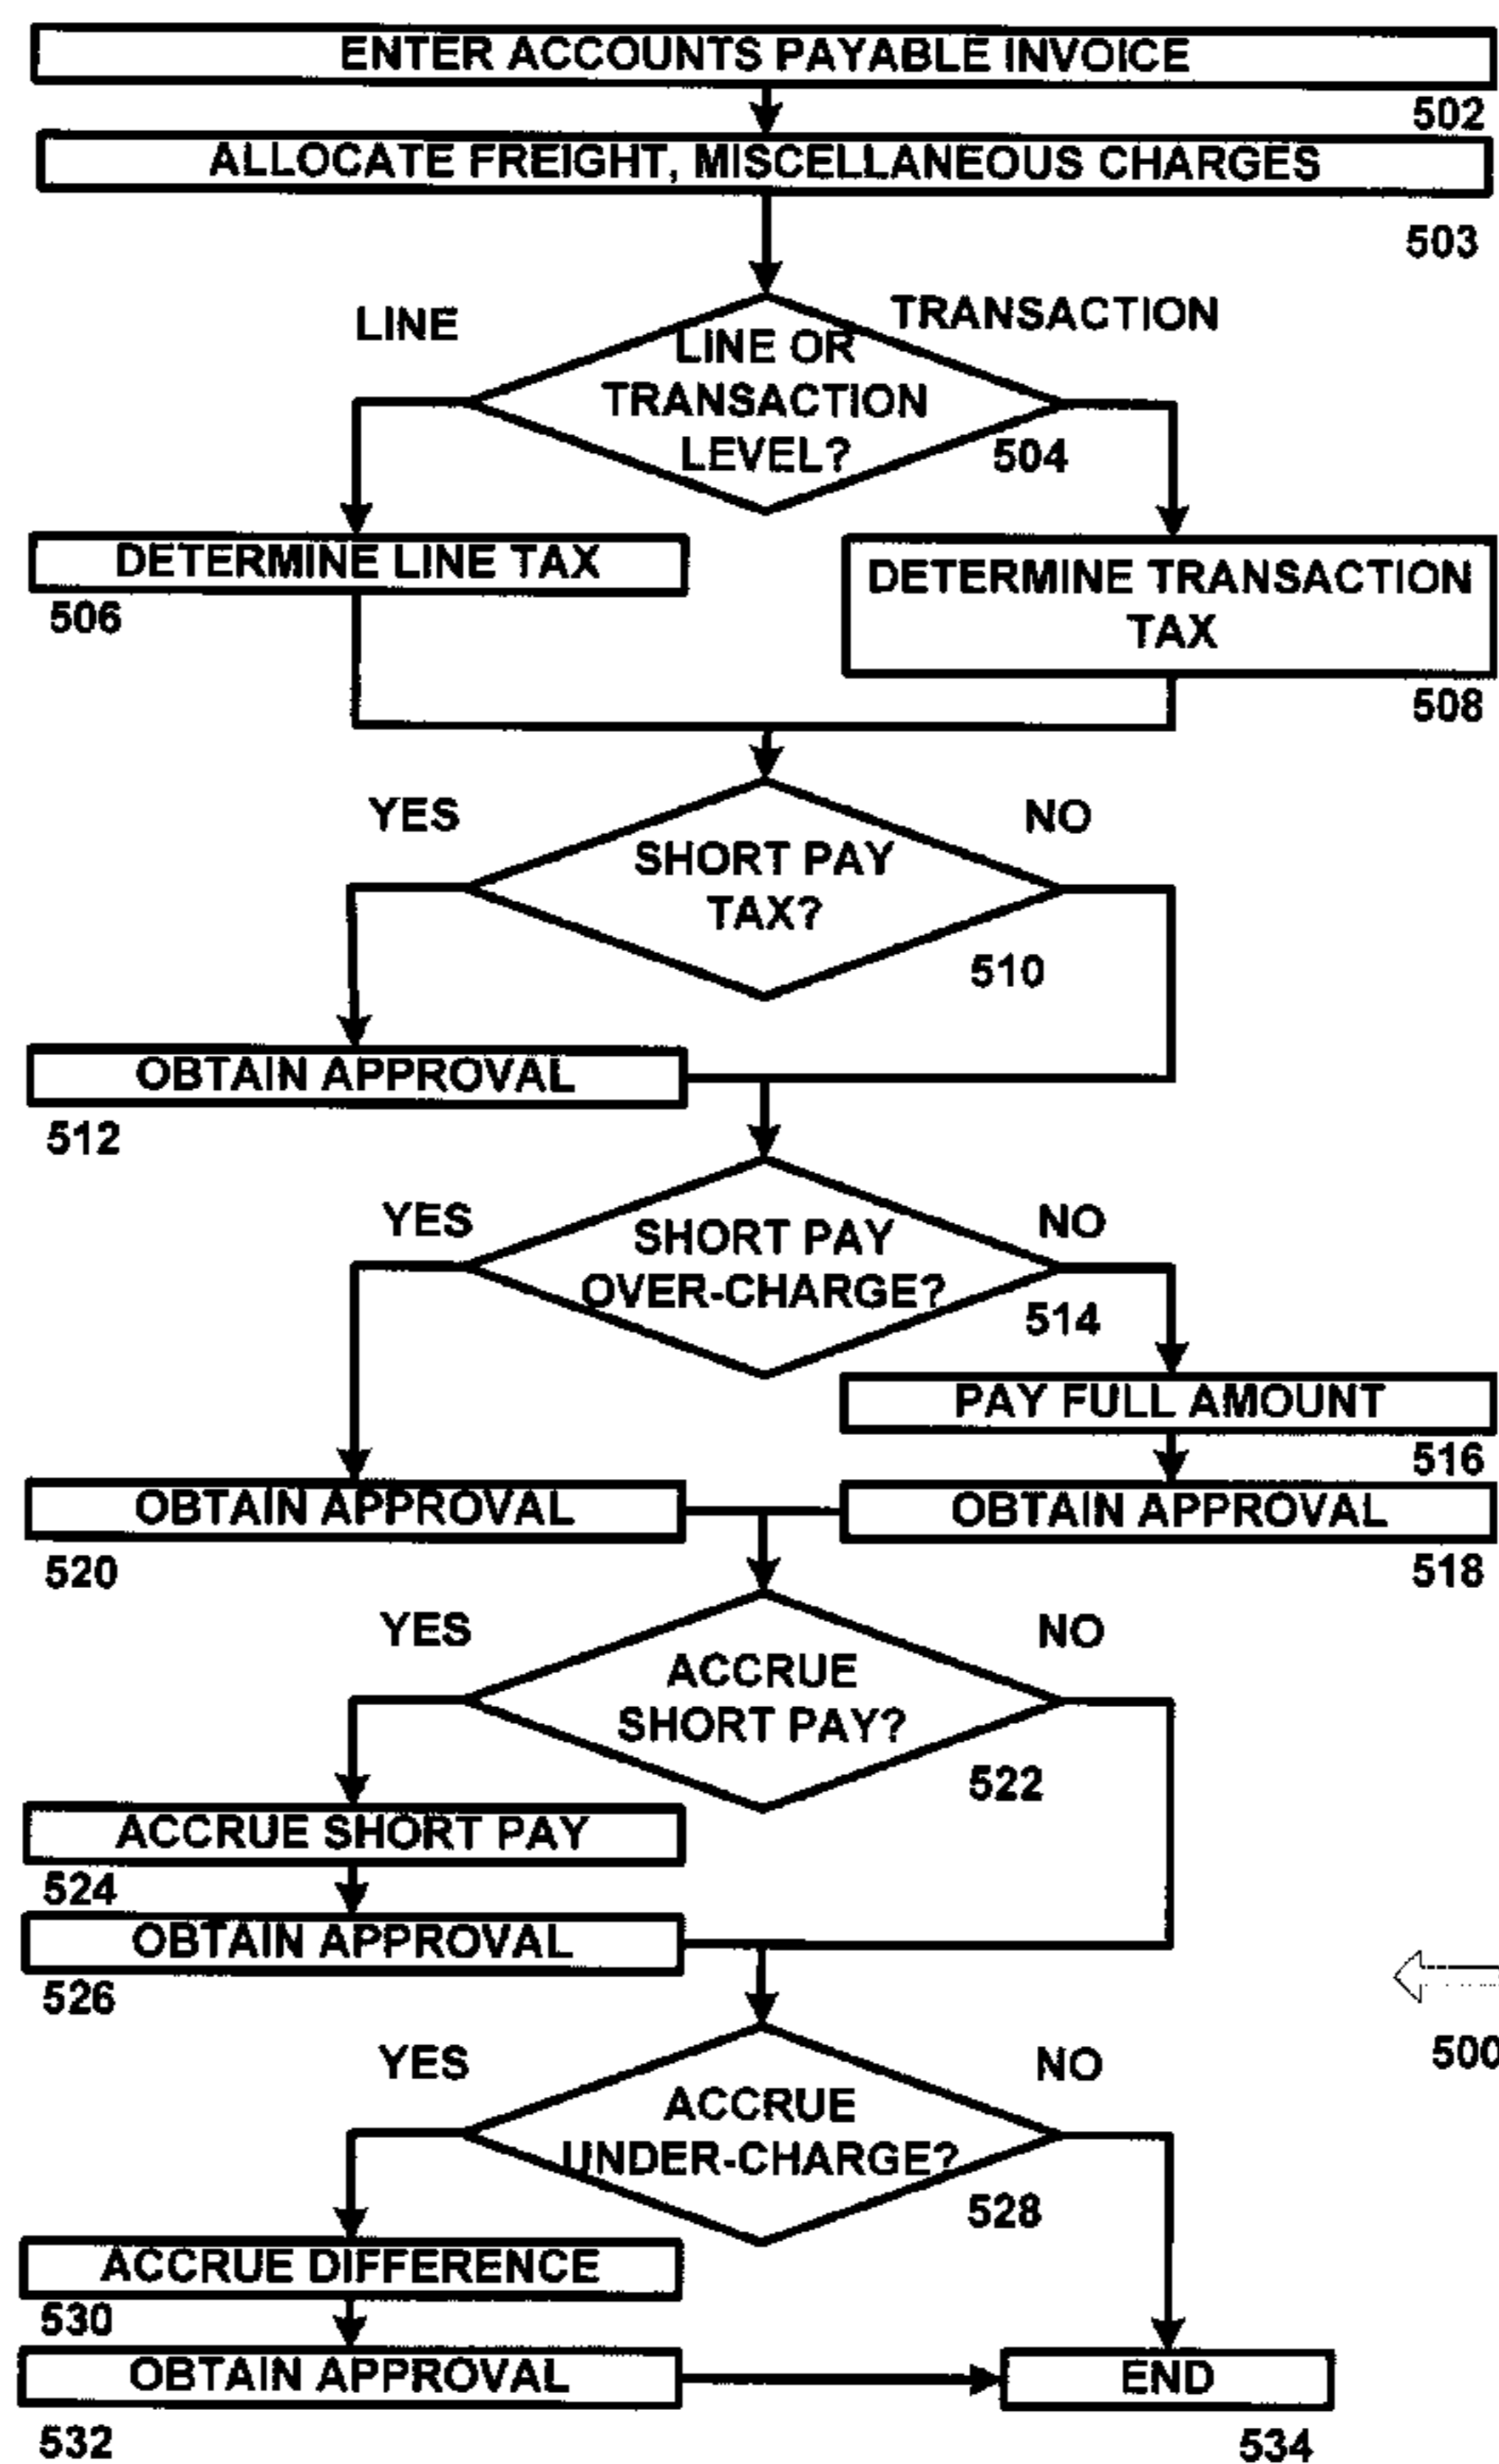 ENTER ACCOUNTS PAYABLE INVOICE
502
ALLOCATE FREIGHT, MISCELLANEOUS CHARGES
503
LINE
TRANSACTION
LINE OR
TRANSACTION
LEVEL?
504
DETERMINE LINE TAX
506
DETERMINE TRANSACTION
TAX
508
YES
NO
SHORT PAY
TAX?
510
OBTAIN APPROVAL
512
YES
NO
SHORT PAY
OVER-CHARGE?
514
PAY FULL AMOUNT
516
OBTAIN APPROVAL
520
OBTAIN APPROVAL
518
YES
NO
ACCRUE
SHORT PAY?
522
ACCRUE SHORT PAY
524
OBTAIN APPROVAL
526
500
YES
NO
ACCRUE
UNDER-CHARGE?
528
ACCRUE DIFFERENCE
530
OBTAIN APPROVAL
532
END
534